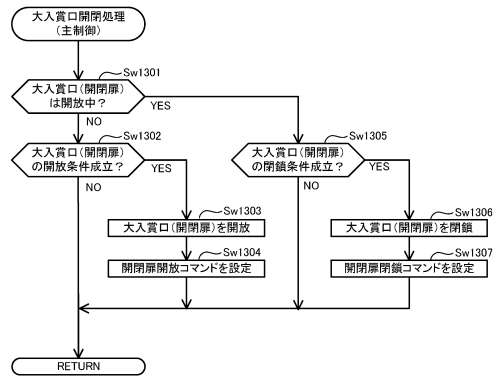 大入賞口開閉処理
(主制御)
Sw1301
大入賞口(開閉扉)
は開放中?
YES
NO
Sw1302
大入賞口(開閉扉)
の開放条件成立?
YES
NO
Sw1305
大入賞口(開閉扉)
の閉鎖条件成立?
YES
NO
Sw1303
大入賞口(開閉扉)を開放
Sw1304
開閉扉開放コマンドを設定
Sw1306
大入賞口(開閉扉)を閉鎖
Sw1307
開閉扉閉鎖コマンドを設定
RETURN